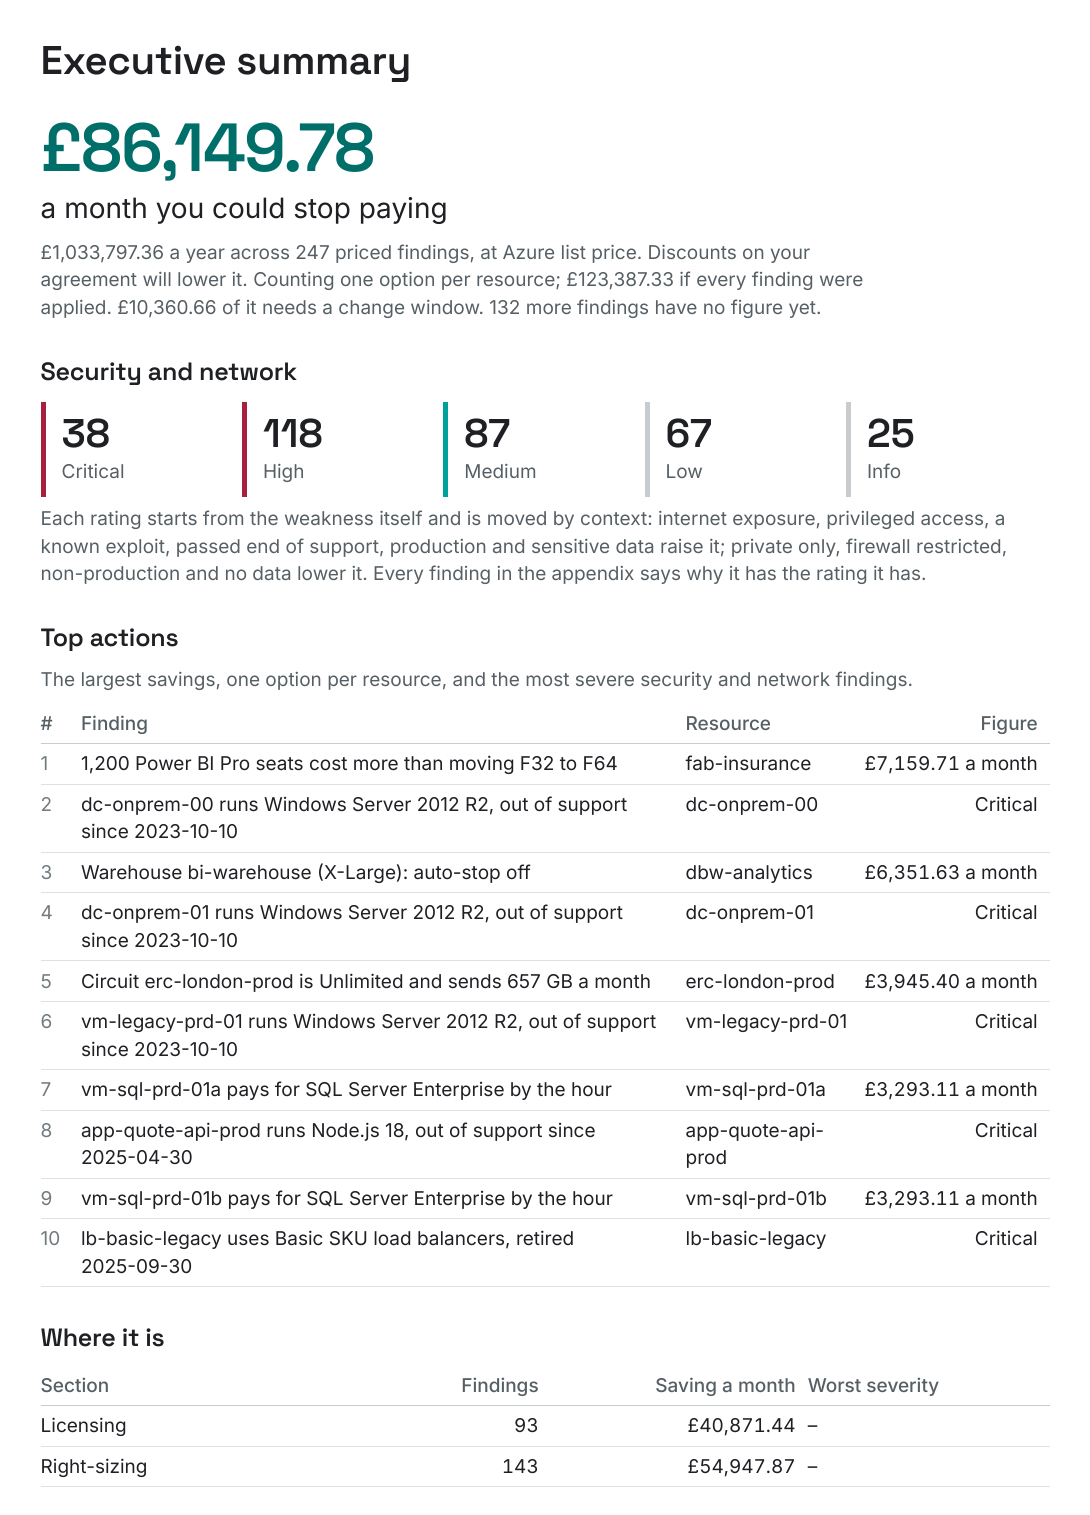 Executive summary
£86,149.78
a month you could stop paying
£1,033,797.36 a year across 247 priced findings, at Azure list price. Discounts on your
agreement will lower it. Counting one option per resource; £123,387.33 if every finding were
applied. £10,360.66 of it needs a change window. 132 more findings have no figure yet.
Security and network
38 118 87 67 25
Critical High Medium Low Info
Each rating starts from the weakness itself and is moved by context: internet exposure, privileged access, a
known exploit, passed end of support, production and sensitive data raise it; private only, firewall restricted,
non-production and no data lower it. Every finding in the appendix says why it has the rating it has.
Top actions
The largest savings, one option per resource, and the most severe security and network findings.
# Finding Resource Figure
1 1,200 Power BI Pro seats cost more than moving F32 to F64 fab-insurance £7,159.71 a month
2 dc-onprem-00 runs Windows Server 2012 R2, out of support dc-onprem-00 Critical
since 2023-10-10
3 Warehouse bi-warehouse (X-Large): auto-stop off dbw-analytics £6,351.63 a month
4 dc-onprem-01 runs Windows Server 2012 R2, out of support dc-onprem-01 Critical
since 2023-10-10
5 Circuit erc-london-prod is Unlimited and sends 657 GB a month erc-london-prod £3,945.40 a month
6 vm-legacy-prd-01 runs Windows Server 2012 R2, out of support vm-legacy-prd-01 Critical
since 2023-10-10
7 vm-sql-prd-01a pays for SQL Server Enterprise by the hour vm-sql-prd-01a £3,293.11 a month
8 app-quote-api-prod runs Node.js 18, out of support since app-quote-api- Critical
2025-04-30 prod
9 vm-sql-prd-01b pays for SQL Server Enterprise by the hour vm-sql-prd-01b £3,293.11 a month
10 lb-basic-legacy uses Basic SKU load balancers, retired lb-basic-legacy Critical
2025-09-30
Where it is
Section Findings Saving a month Worst severity
Licensing 93 £40,871.44 –
Right-sizing 143 £54,947.87 –